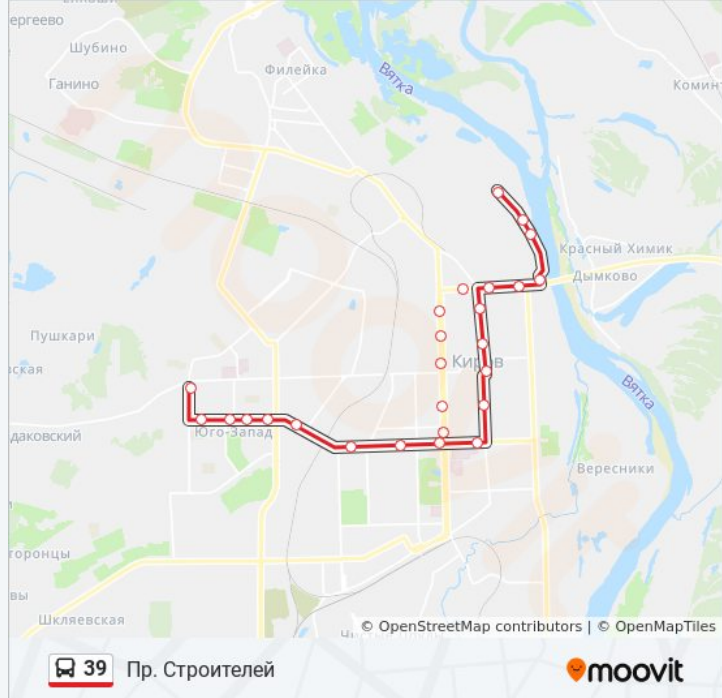 ергеево
Шубино
Ганино
Филейка
Вятка
Коминт
Красный Химик
Дымково
Пушкари
вская
Киров
Вятка
даковский
Юго-Запад
Вересники
торонцы
вы
Шкляевская
© OpenStreetMap contributors | © OpenMapTiles
39 Пр. Строителей
moovit